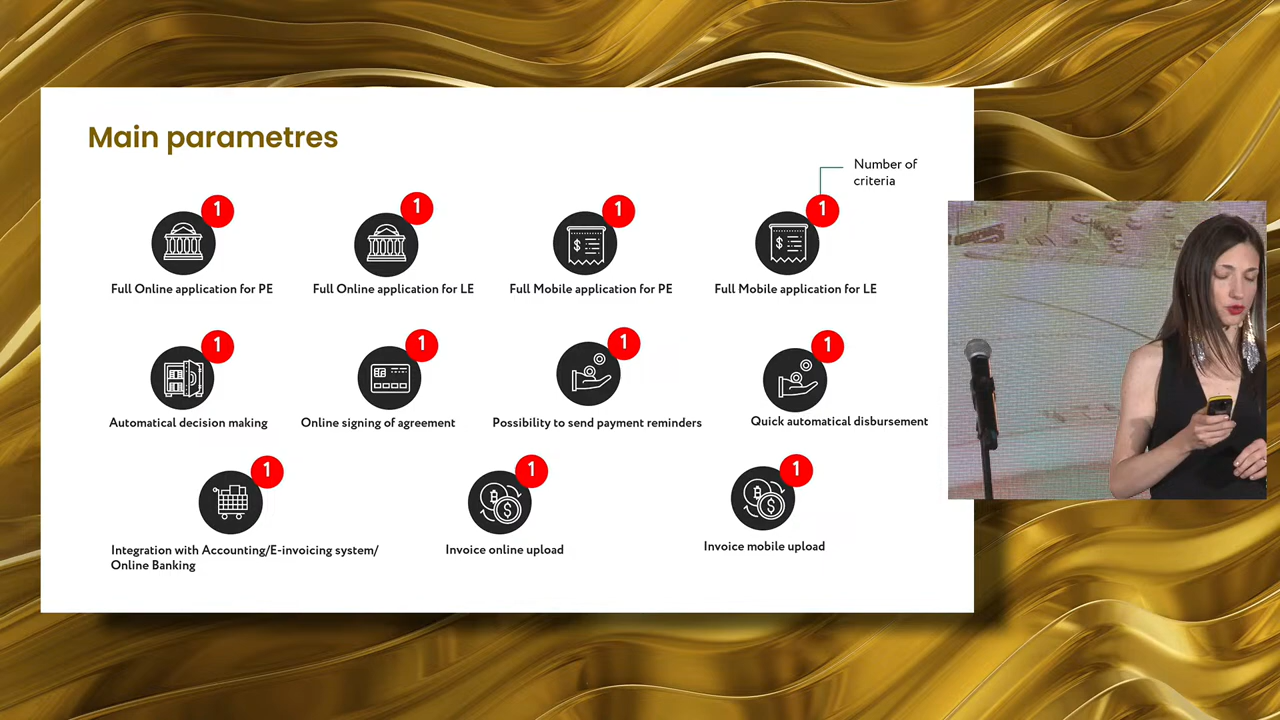 Main parametres
Number of
criteria
1
1
1
1
Full Online application for PE
Full Online application for LE
Full Mobile application for PE
Full Mobile application for LE
1
1
1
1
Automatical decision making
Online signing of agreement
Possibility to send payment reminders
Quick automatical disbursement
1
1
1
Integration with Accounting/E-invoicing system/
Online Banking
Invoice online upload
Invoice mobile upload